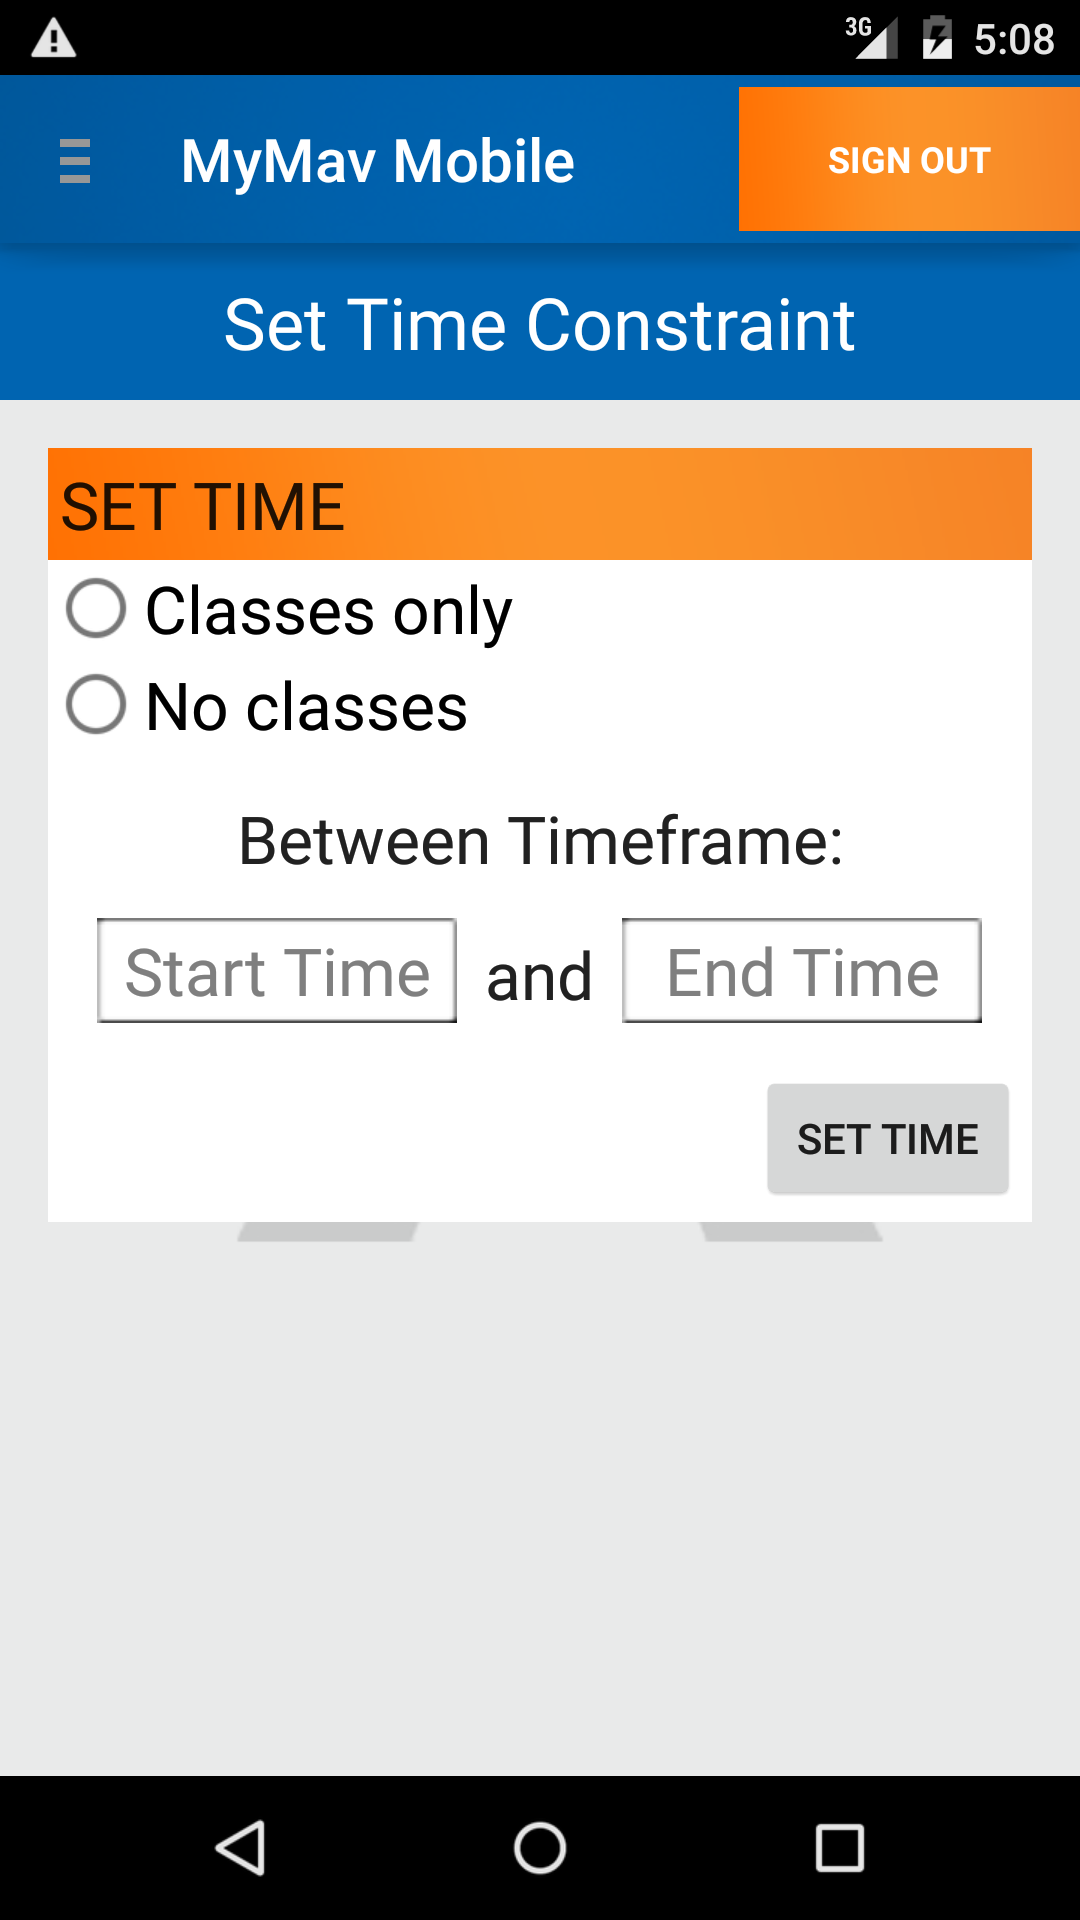 3G 5:08
MyMav Mobile SIGN OUT
Set Time Constraint
SET TIME
Classes only
No classes
Between Timeframe:
Start Time and End Time
SET TIME